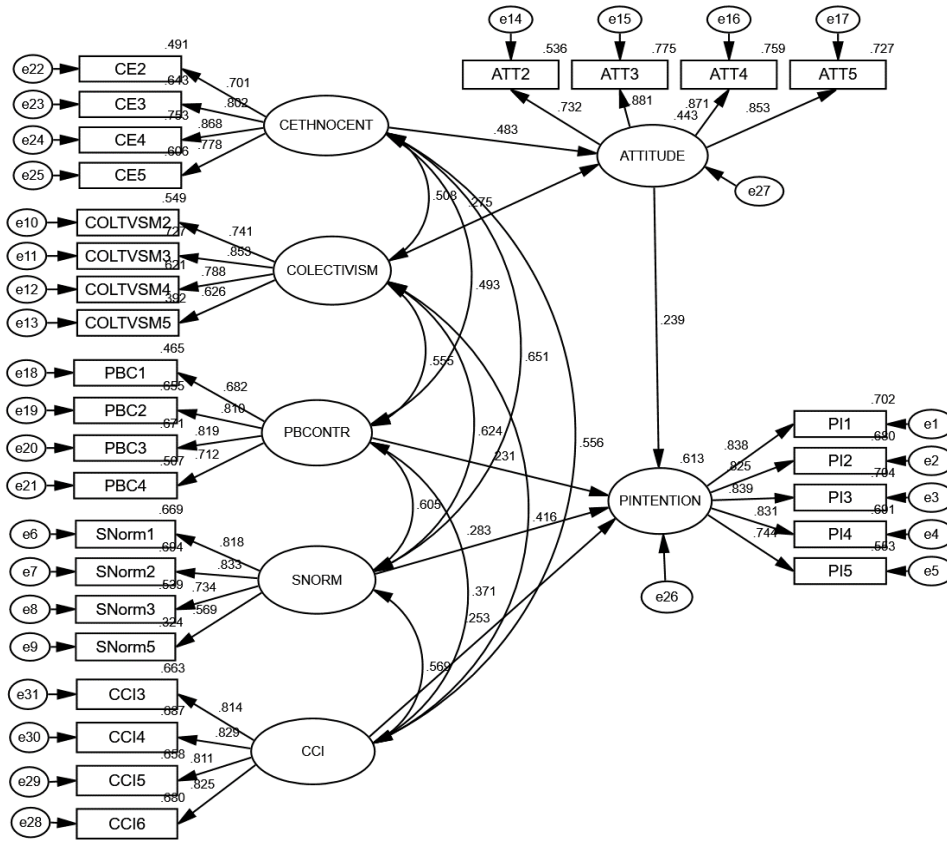 e14
e15
e16
e17
.536
.775
.759
.727
ATT2
ATT3
ATT4
ATT5
.732
.881
.443
.871
.853
.491
e22
CE2
.701
.643
e23
CE3
.802
.753
e24
CE4
.868
.606
.778
e25
CE5
CETHNOCENT
.483
ATTITUDE
e27
.549
e10
COLTVSM2
.741
.727
e11
COLTVSM3
.853
.621
e12
COLTVSM4
.788
.392
.626
e13
COLTVSM5
COLECTIVISM
.508
.275
.493
.239
.465
e18
PBC1
.682
.655
e19
PBC2
.810
.671
e20
PBC3
.819
.507
.712
e21
PBC4
PBCONTR
.555
.651
.624
.231
.556
.605
.669
e6
SNorm1
.818
.694
e7
SNorm2
.833
.539
e8
SNorm3
.734
.324
.569
e9
SNorm5
SNORM
.283
.416
.371
.253
.569
.613
PINTENTION
e26
.702
.838
PI1
e1
.680
.825
PI2
e2
.704
.839
PI3
e3
.691
.831
PI4
e4
.553
.744
PI5
e5
.663
e31
CCI3
.814
.687
e30
CCI4
.829
.658
e29
CCI5
.811
.680
.825
e28
CCI6
CCI